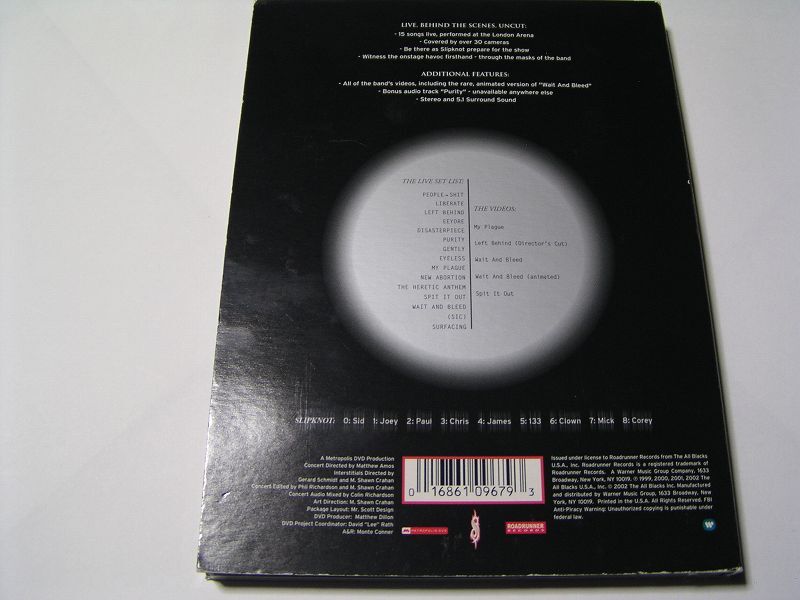 LIVE. BEHIND THE SCENES. UNCUT:
- 15 songs live, performed at the London Arena
- Covered by over 30 cameras
- Be there as Slipknot prepare for the show
- Witness the onstage havoc firsthand - through the masks of the band
ADDITIONAL FEATURES:
- All of the band's videos, including the rare, animated version of "Wait And Bleed"
- Bonus audio track "Purity" - unavailable anywhere else
- Stereo and 5.1 Surround Sound
THE LIVE SET LIST:
PEOPLE=SHIT
LIBERATE
LEFT BEHIND
EEYORE
DISASTERPIECE
PURITY
GENTLY
EYELESS
MY PLAGUE
NEW ABORTION
THE HERETIC ANTHEM
SPIT IT OUT
WAIT AND BLEED
(SIC)
SURFACING
THE VIDEOS:
My Plague
Left Behind (Director's Cut)
Wait And Bleed
Wait And Bleed (animated)
Spit It Out
SLIPKNOT: 0: Sid 1: Joey 2: Paul 3: Chris 4: James 5: 133 6: Clown 7: Mick 8: Corey
A Metropolis DVD Production
Concert Directed by Matthew Amos
Interstitials Directed by
Gerard Schmidt and M. Shawn Crahan
Concert Edited by Phil Richardson and M. Shawn Crahan
Concert Audio Mixed by Colin Richardson
Art Direction: M. Shawn Crahan
Package Layout: Mr. Scott Design
DVD Producer: Matthew Dillon
DVD Project Coordinator: David "Lee" Rath
A&R: Monte Conner
0 16861 09679 3
METROPOLIS DVD
ROADRUNNER
RECORDS
Issued under license to Roadrunner Records from The All Blacks
U.S.A., Inc. Roadrunner Records is a registered trademark of
Roadrunner Records. A Warner Music Group Company, 1633
Broadway, New York, NY 10019. © 1999, 2000, 2001, 2002 The
All Blacks U.S.A., Inc. © 2002 The All Blacks Inc. Manufactured
and distributed by Warner Music Group, 1633 Broadway, New
York, NY 10019. Printed in the U.S.A. All Rights Reserved. FBI
Anti-Piracy Warning: Unauthorized copying is punishable under
federal law.